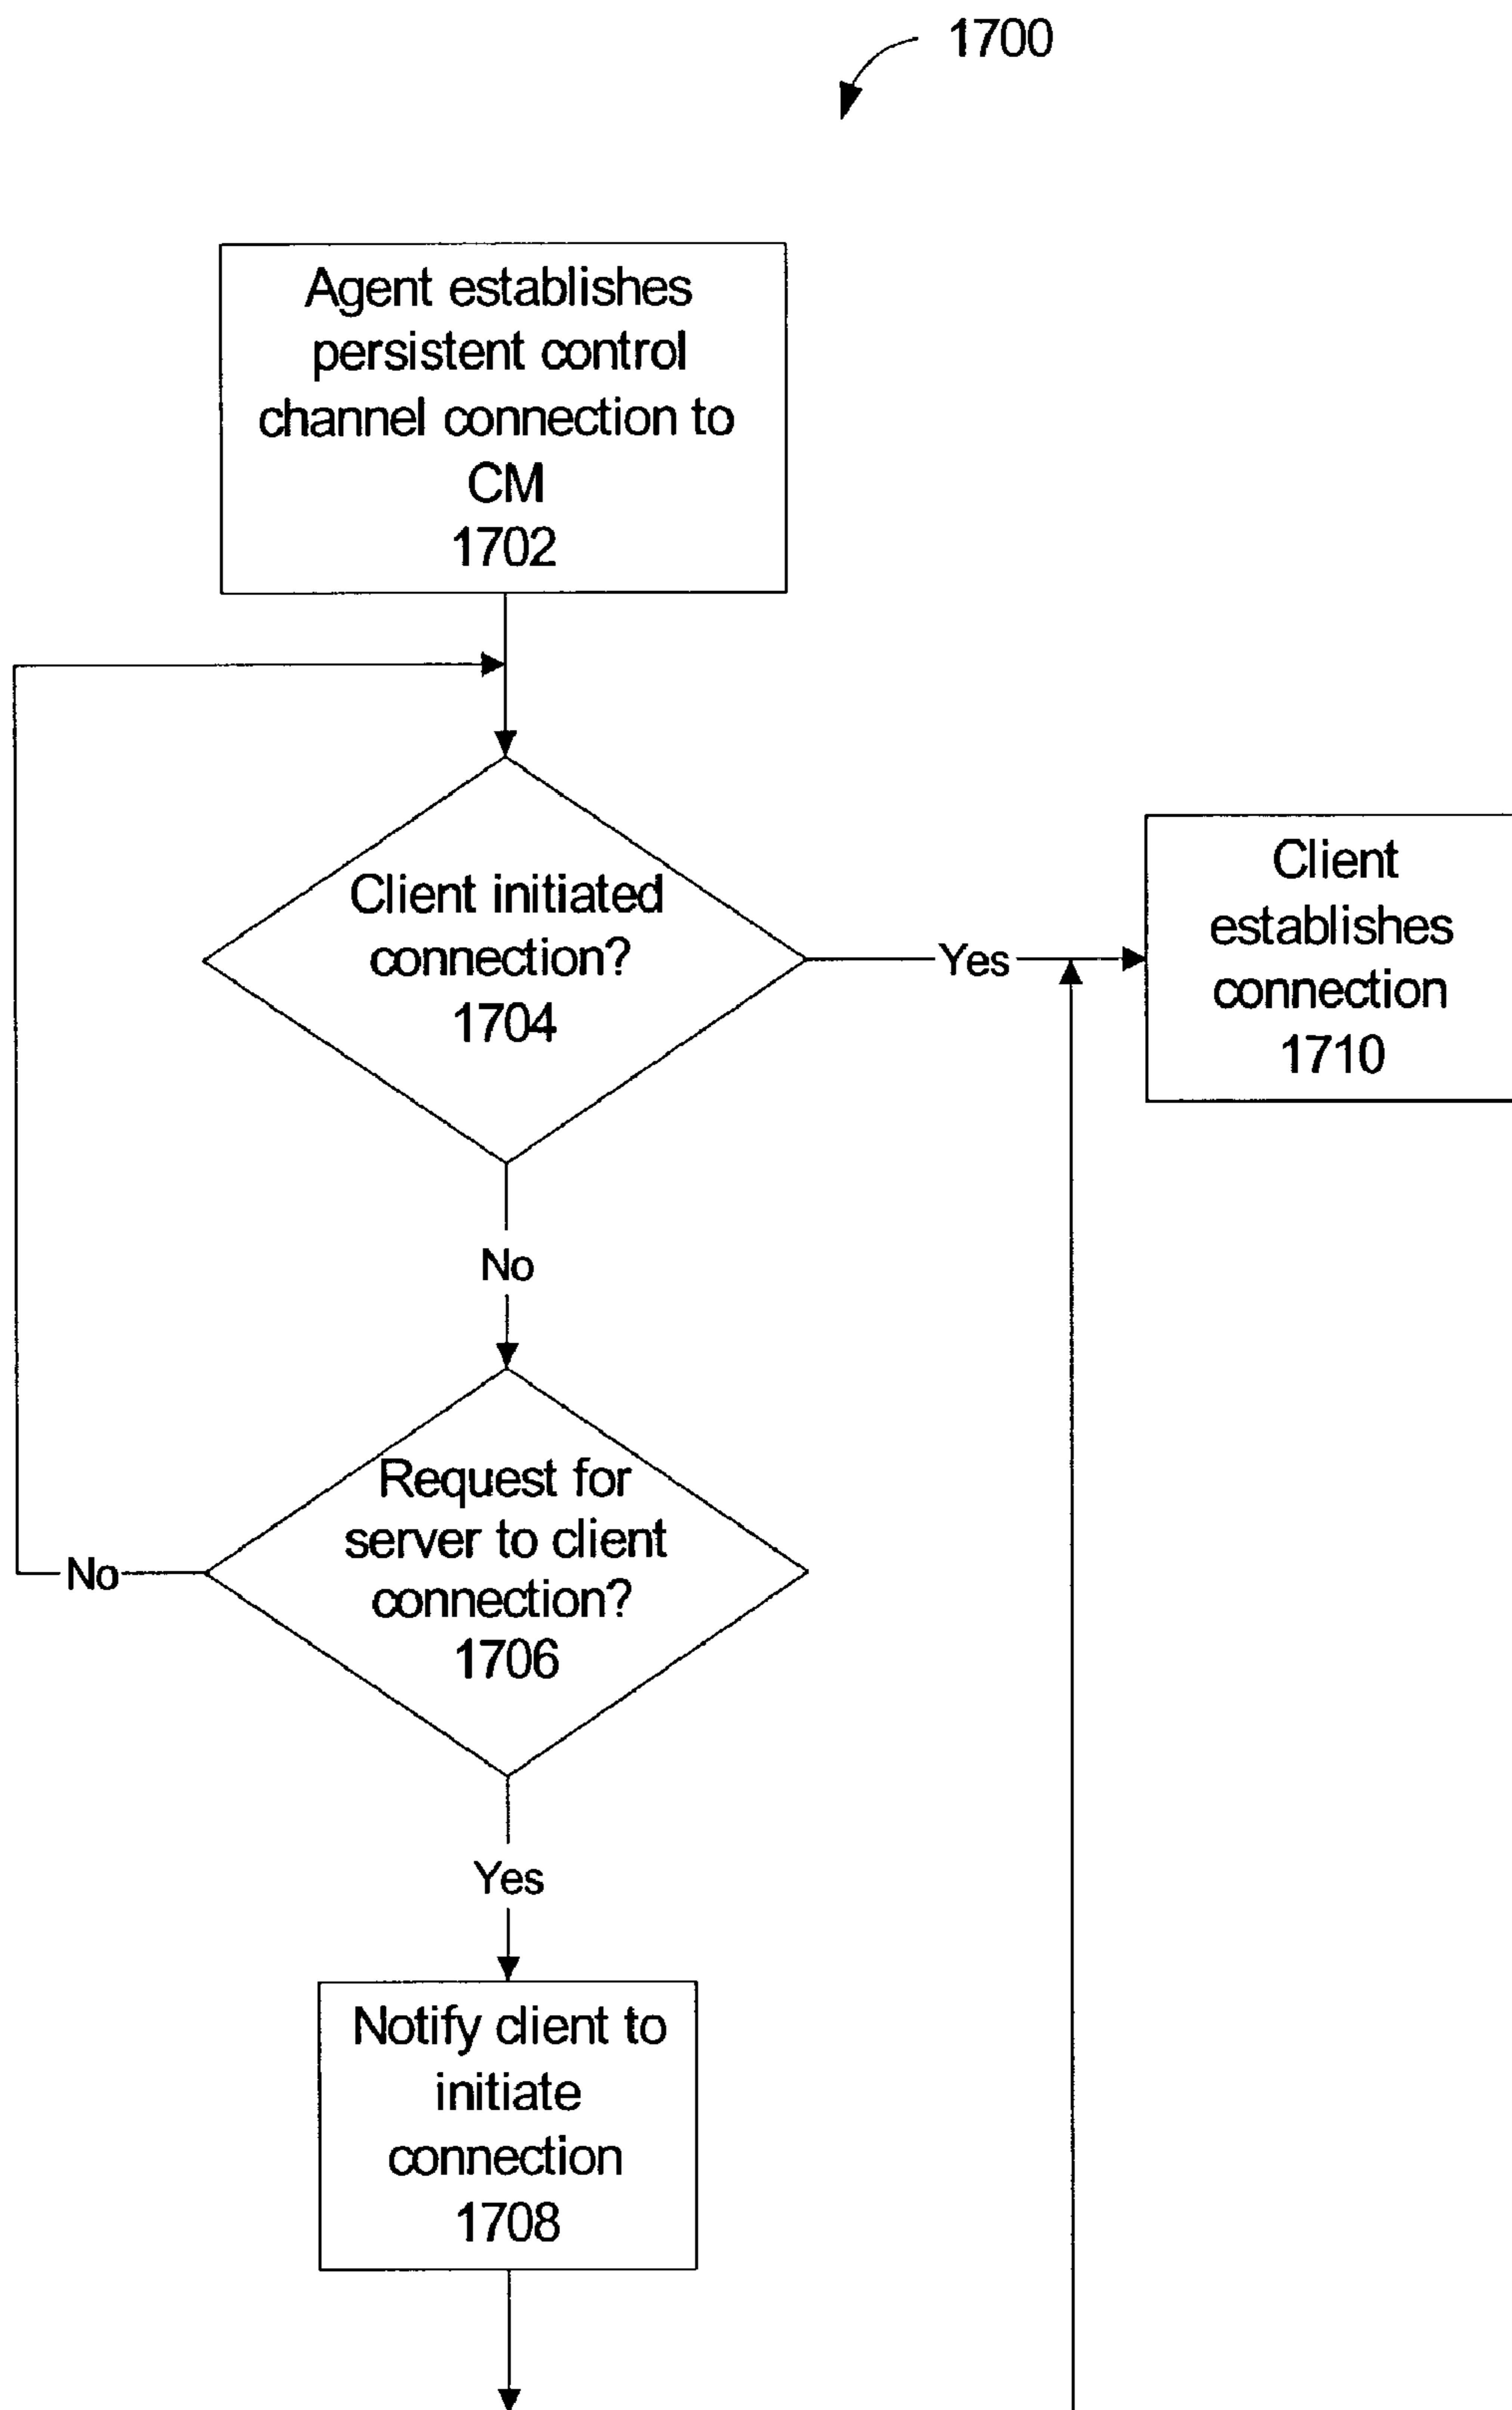 1700
Agent establishes
persistent control
channel connection to
CM
1702
Client initiated
connection?
1704
Yes
Client
establishes
connection
1710
No
Request for
server to client
connection?
1706
No
Yes
Notify client to
initiate
connection
1708